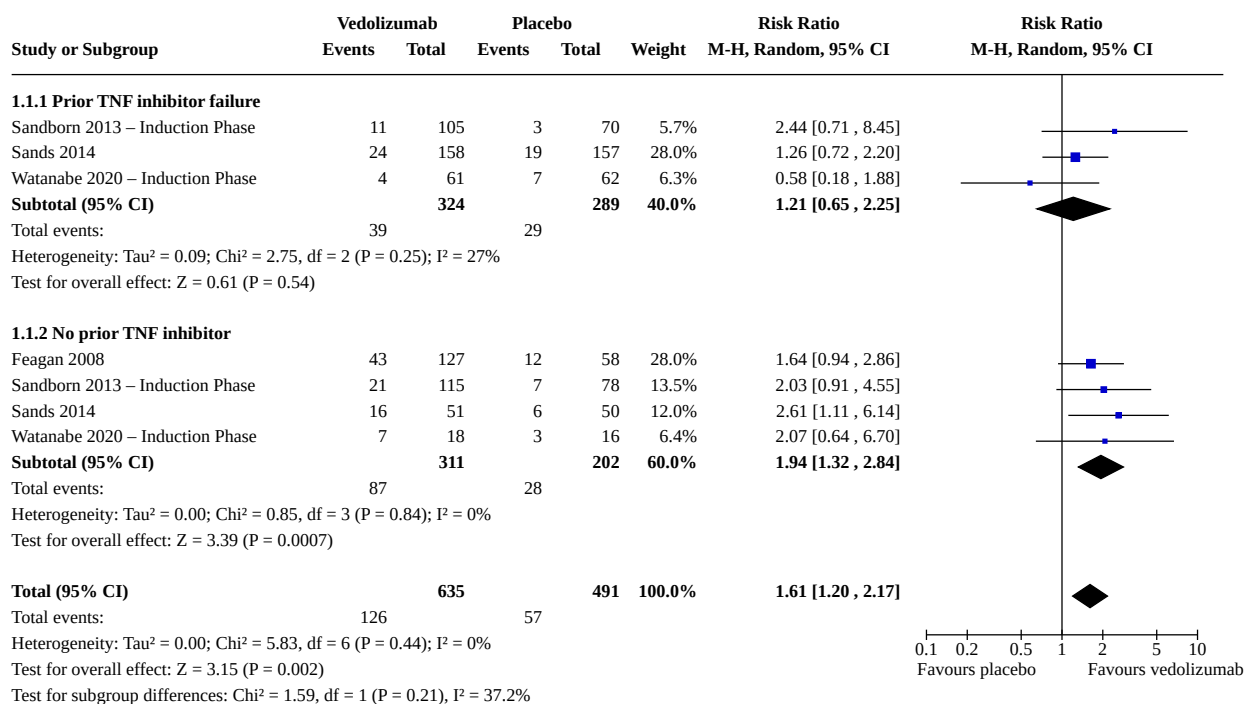 Vedolizumab Placebo Risk Ratio Risk Ratio
Study or Subgroup Events Total Events Total Weight M-H, Random, 95% CI M-H, Random, 95% CI
1.1.1 Prior TNF inhibitor failure
Sandborn 2013 – Induction Phase 11 105 3 70 5.7% 2.44 [0.71 , 8.45]
Sands 2014 24 158 19 157 28.0% 1.26 [0.72 , 2.20]
Watanabe 2020 – Induction Phase 4 61 7 62 6.3% 0.58 [0.18 , 1.88]
Subtotal (95% CI) 324 289 40.0% 1.21 [0.65 , 2.25]
Total events: 39 29
Heterogeneity: Tau² = 0.09; Chi² = 2.75, df = 2 (P = 0.25); I² = 27%
Test for overall effect: Z = 0.61 (P = 0.54)
1.1.2 No prior TNF inhibitor
Feagan 2008 43 127 12 58 28.0% 1.64 [0.94 , 2.86]
Sandborn 2013 – Induction Phase 21 115 7 78 13.5% 2.03 [0.91 , 4.55]
Sands 2014 16 51 6 50 12.0% 2.61 [1.11 , 6.14]
Watanabe 2020 – Induction Phase 7 18 3 16 6.4% 2.07 [0.64 , 6.70]
Subtotal (95% CI) 311 202 60.0% 1.94 [1.32 , 2.84]
Total events: 87 28
Heterogeneity: Tau² = 0.00; Chi² = 0.85, df = 3 (P = 0.84); I² = 0%
Test for overall effect: Z = 3.39 (P = 0.0007)
Total (95% CI) 635 491 100.0% 1.61 [1.20 , 2.17]
Total events: 126 57
Heterogeneity: Tau² = 0.00; Chi² = 5.83, df = 6 (P = 0.44); I² = 0%
Test for overall effect: Z = 3.15 (P = 0.002)
Test for subgroup differences: Chi² = 1.59, df = 1 (P = 0.21), I² = 37.2%
0.1 0.2 0.5 1 2 5 10
Favours placebo Favours vedolizumab